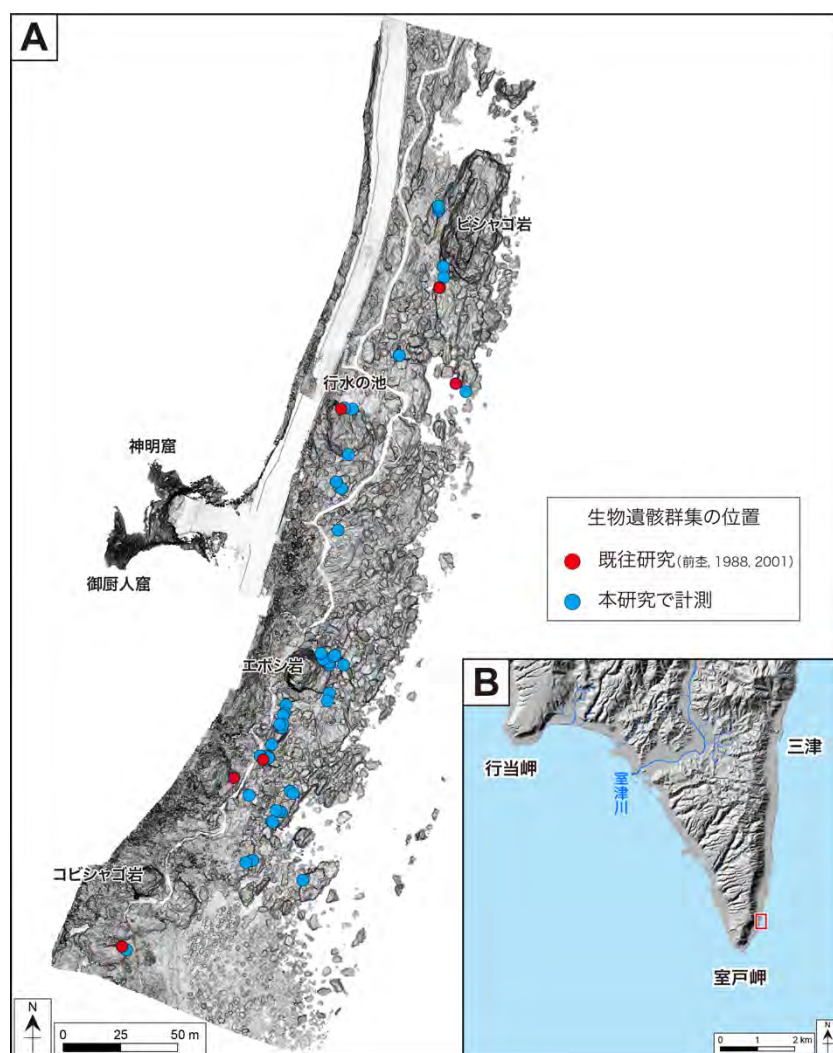 A
ビシャゴ岩
行水の池
神明窟
御厨人窟
生物遺骸群集の位置
既往研究(前杢, 1988, 2001)
本研究で計測
エボシ岩
コビシャゴ岩
N
0 25 50 m
B
行当岬
室津川
三津
室戸岬
0 1 2 km
N